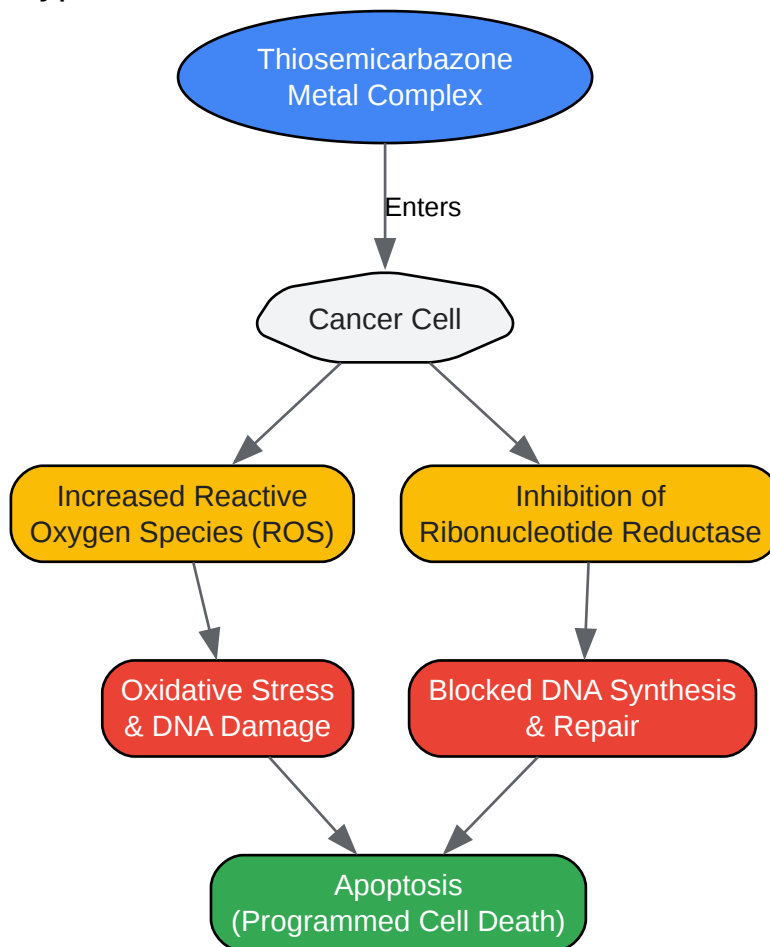 Thiosemicarbazone
Metal Complex
Enters
Cancer Cell
Increased Reactive
Oxygen Species (ROS)
Inhibition of
Ribonucleotide Reductase
Oxidative Stress
& DNA Damage
Blocked DNA Synthesis
& Repair
Apoptosis
(Programmed Cell Death)